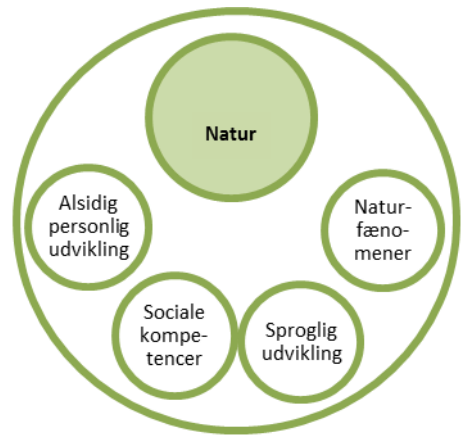 Natur
Alsidig
personlig
udvikling
Natur-
fæno-
mener
Sociale
kompe-
tencer
Sproglig
udvikling